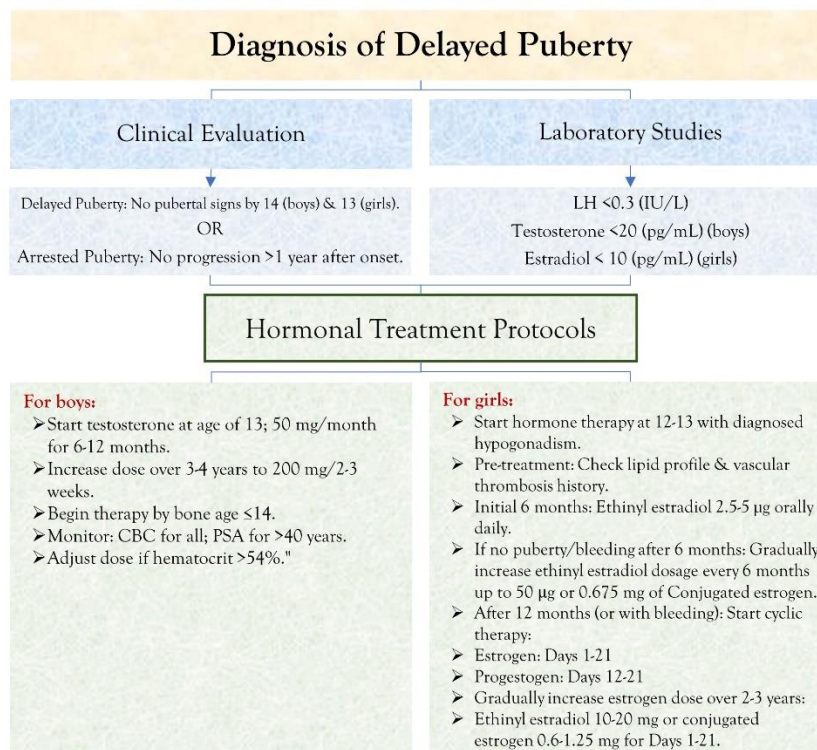 Diagnosis of Delayed Puberty
Clinical Evaluation
Laboratory Studies
Delayed Puberty: No pubertal signs by 14 (boys) & 13 (girls).
OR
Arrested Puberty: No progression >1 year after onset.
LH <0.3 (IU/L)
Testosterone <20 (pg/mL) (boys)
Estradiol < 10 (pg/mL) (girls)
Hormonal Treatment Protocols
For boys:
➢Start testosterone at age of 13; 50 mg/month
for 6-12 months.
➢Increase dose over 3-4 years to 200 mg/2-3
weeks.
➢Begin therapy by bone age ≤14.
➢Monitor: CBC for all; PSA for >40 years.
➢Adjust dose if hematocrit >54%."
For girls:
➢ Start hormone therapy at 12-13 with diagnosed
hypogonadism.
➢ Pre-treatment: Check lipid profile & vascular
thrombosis history.
➢ Initial 6 months: Ethinyl estradiol 2.5-5 µg orally
daily.
➢ If no puberty/bleeding after 6 months: Gradually
increase ethinyl estradiol dosage every 6 months
up to 50 µg or 0.675 mg of Conjugated estrogen.
➢ After 12 months (or with bleeding): Start cyclic
therapy:
➢ Estrogen: Days 1-21
➢ Progestogen: Days 12-21
➢ Gradually increase estrogen dose over 2-3 years:
➢ Ethinyl estradiol 10-20 mg or conjugated
estrogen 0.6-1.25 mg for Days 1-21.